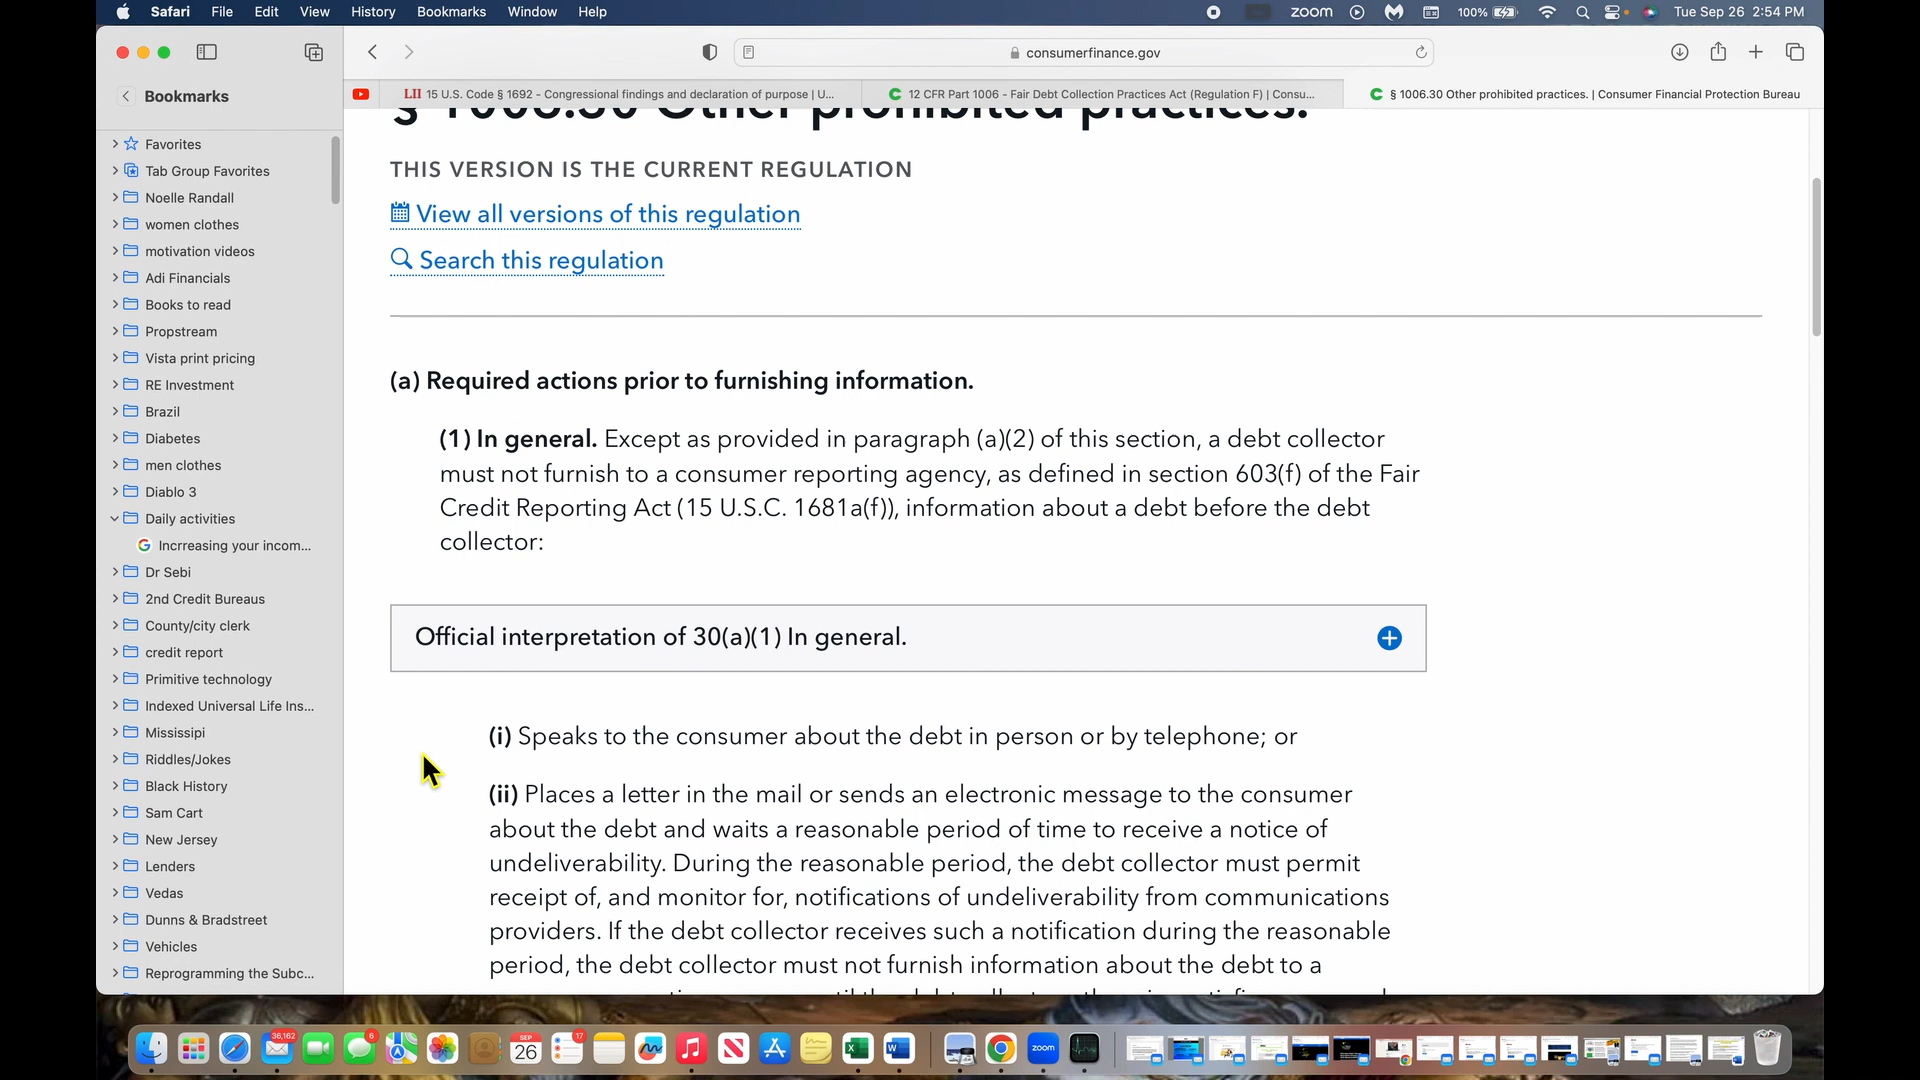 Safari File Edit View History Bookmarks Window Help
zoom 100% Tue Sep 26 2:54 PM
consumerfinance.gov
LII 15 U.S. Code § 1692 - Congressional findings and declaration of purpose | U...
12 CFR Part 1006 - Fair Debt Collection Practices Act (Regulation F) | Consu...
§ 1006.30 Other prohibited practices. | Consumer Financial Protection Bureau
Bookmarks
Favorites
Tab Group Favorites
Noelle Randall
women clothes
motivation videos
Adi Financials
Books to read
Propstream
Vista print pricing
RE Investment
Brazil
Diabetes
men clothes
Diablo 3
Daily activities
Incrreasing your incom...
Dr Sebi
2nd Credit Bureaus
County/city clerk
credit report
Primitive technology
Indexed Universal Life Ins...
Mississipi
Riddles/Jokes
Black History
Sam Cart
New Jersey
Lenders
Vedas
Dunns & Bradstreet
Vehicles
Reprogramming the Subc...
§ 1006.30 Other prohibited practices.
THIS VERSION IS THE CURRENT REGULATION
View all versions of this regulation
Search this regulation
(a) Required actions prior to furnishing information.
(1) In general. Except as provided in paragraph (a)(2) of this section, a debt collector
must not furnish to a consumer reporting agency, as defined in section 603(f) of the Fair
Credit Reporting Act (15 U.S.C. 1681a(f)), information about a debt before the debt
collector:
Official interpretation of 30(a)(1) In general.
(i) Speaks to the consumer about the debt in person or by telephone; or
(ii) Places a letter in the mail or sends an electronic message to the consumer
about the debt and waits a reasonable period of time to receive a notice of
undeliverability. During the reasonable period, the debt collector must permit
receipt of, and monitor for, notifications of undeliverability from communications
providers. If the debt collector receives such a notification during the reasonable
period, the debt collector must not furnish information about the debt to a
36,162
6
SEP
26
17
zoom